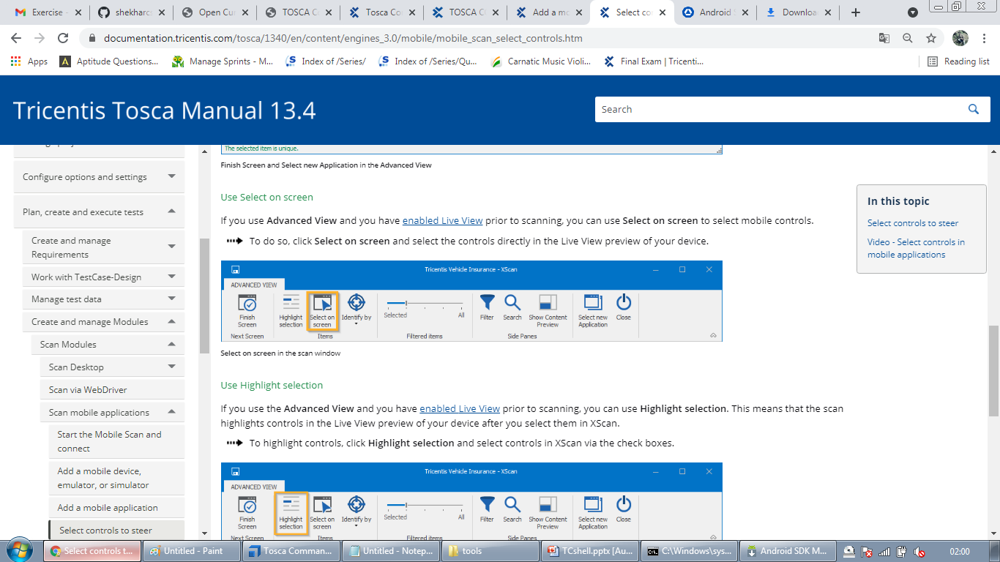 Exercise -
shekharc
Open Cu
TOSCA C
Tosca Co
TOSCA C
Add a mo
Select co
Android S
Downloa
documentation.tricentis.com/tosca/1340/en/content/engines_3.0/mobile/mobile_scan_select_controls.htm
Apps
Aptitude Questions...
Manage Sprints - M...
Index of /Series/
Index of /Series/Qu...
Carnatic Music Violi...
Final Exam | Tricenti...
Reading list
Tricentis Tosca Manual 13.4
Search
Configure options and settings
Plan, create and execute tests
Create and manage
Requirements
Work with TestCase-Design
Manage test data
Create and manage Modules
Scan Modules
Scan Desktop
Scan via WebDriver
Scan mobile applications
Start the Mobile Scan and
connect
Add a mobile device,
emulator, or simulator
Add a mobile application
Select controls to steer
The selected item is unique.
Finish Screen and Select new Application in the Advanced View
Use Select on screen
If you use Advanced View and you have enabled Live View prior to scanning, you can use Select on screen to select mobile controls.
To do so, click Select on screen and select the controls directly in the Live View preview of your device.
Tricentis Vehicle Insurance - XScan
ADVANCED VIEW
Finish
Screen
Highlight
selection
Select on
screen
Identify by
Selected
All
Filter
Search
Show Content
Preview
Select new
Application
Close
Next Screen
Items
Filtered items
Side Panes
Select on screen in the scan window
Use Highlight selection
If you use the Advanced View and you have enabled Live View prior to scanning, you can use Highlight selection. This means that the scan
highlights controls in the Live View preview of your device after you select them in XScan.
To highlight controls, click Highlight selection and select controls in XScan via the check boxes.
Tricentis Vehicle Insurance - XScan
ADVANCED VIEW
Finish
Screen
Highlight
selection
Select on
screen
Identify by
Selected
All
Filter
Search
Show Content
Preview
Select new
Application
Close
Next Screen
Items
Filtered items
Side Panes
In this topic
Select controls to steer
Video - Select controls in
mobile applications
Select controls t...
Untitled - Paint
Tosca Comman...
Untitled - Notep...
tools
TCshell.pptx [Au...
C:\Windows\sys...
Android SDK M...
02:00